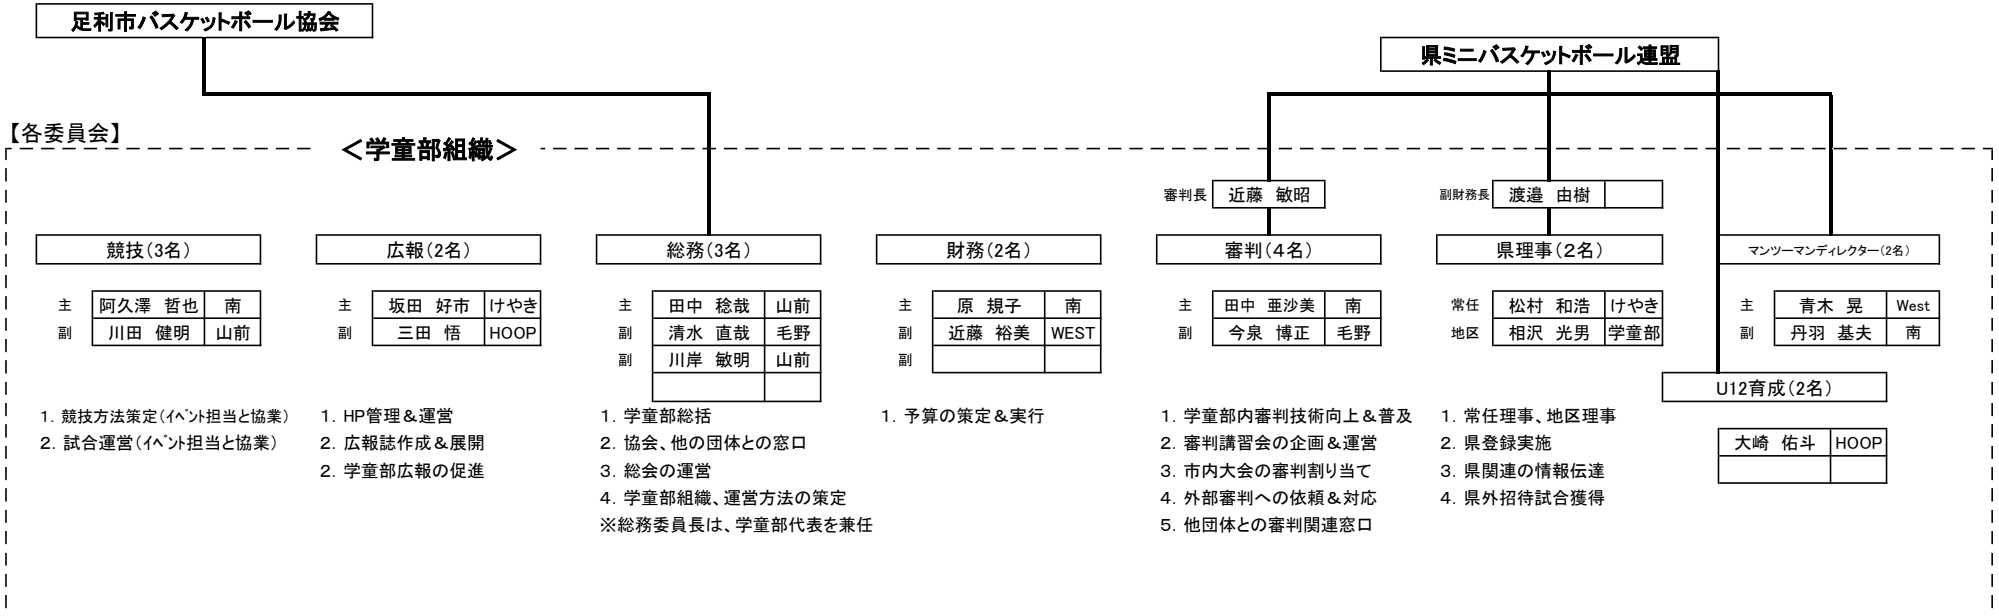 足利市バスケットボール協会
県ミニバスケットボール連盟
【各委員会】
＜学童部組織＞
審判長 近藤 敏昭
副財務長 渡邉 由樹
競技(3名)
主 阿久澤 哲也 南
副 川田 健明 山前
1. 競技方法策定(ｲﾍﾞﾝﾄ担当と協業)
2. 試合運営(ｲﾍﾞﾝﾄ担当と協業)
広報(2名)
主 坂田 好市 けやき
副 三田 悟 HOOP
1. HP管理&運営
2. 広報誌作成&展開
2. 学童部広報の促進
総務(3名)
主 田中 稔哉 山前
副 清水 直哉 毛野
副 川岸 敏明 山前
1. 学童部総括
2. 協会、他の団体との窓口
3. 総会の運営
4. 学童部組織、運営方法の策定
※総務委員長は、学童部代表を兼任
財務(2名)
主 原 規子 南
副 近藤 裕美 WEST
副
1. 予算の策定&実行
審判(4名)
主 田中 亜沙美 南
副 今泉 博正 毛野
1. 学童部内審判技術向上&普及
2. 審判講習会の企画&運営
3. 市内大会の審判割り当て
4. 外部審判への依頼&対応
5. 他団体との審判関連窓口
県理事(2名)
常任 松村 和浩 けやき
地区 相沢 光男 学童部
1. 常任理事、地区理事
2. 県登録実施
3. 県関連の情報伝達
4. 県外招待試合獲得
マンツーマンディレクター(2名)
主 青木 晃 West
副 丹羽 基夫 南
U12育成(2名)
大崎 佑斗 HOOP